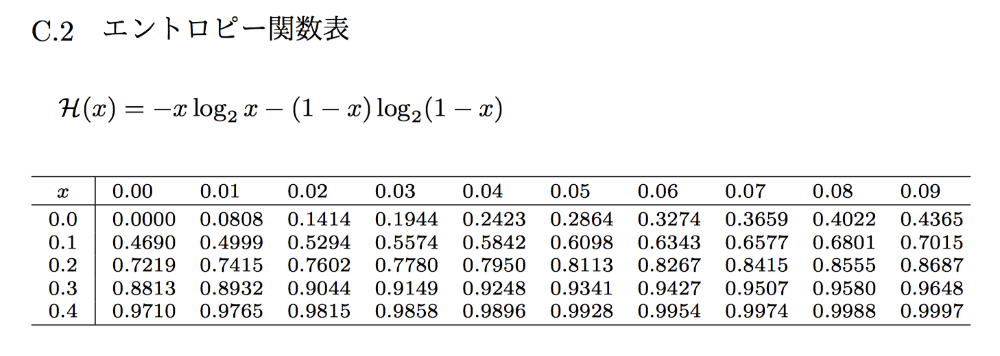 C.2 エントロピー関数表
H(x) = −x log₂ x − (1 − x) log₂(1 − x)
x 0.00 0.01 0.02 0.03 0.04 0.05 0.06 0.07 0.08 0.09
0.0 0.0000 0.0808 0.1414 0.1944 0.2423 0.2864 0.3274 0.3659 0.4022 0.4365
0.1 0.4690 0.4999 0.5294 0.5574 0.5842 0.6098 0.6343 0.6577 0.6801 0.7015
0.2 0.7219 0.7415 0.7602 0.7780 0.7950 0.8113 0.8267 0.8415 0.8555 0.8687
0.3 0.8813 0.8932 0.9044 0.9149 0.9248 0.9341 0.9427 0.9507 0.9580 0.9648
0.4 0.9710 0.9765 0.9815 0.9858 0.9896 0.9928 0.9954 0.9974 0.9988 0.9997